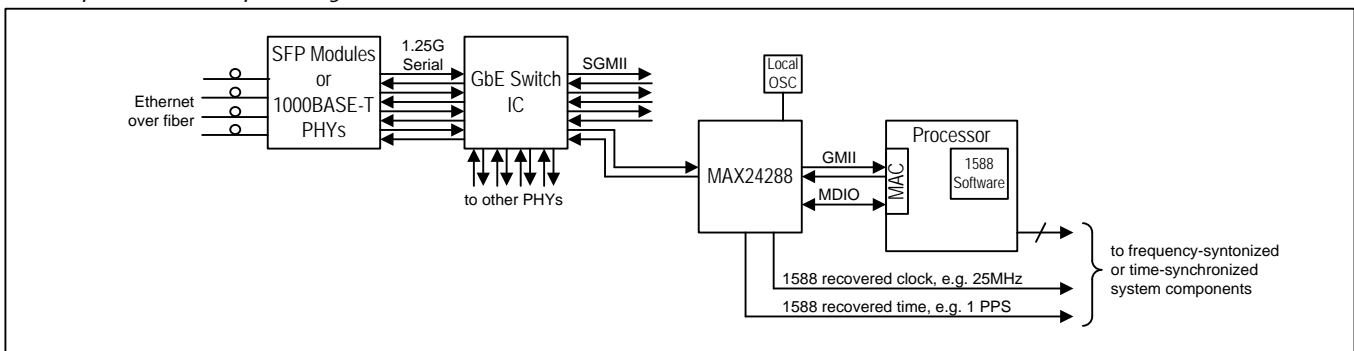 SFP Modules
or
1000BASE-T
PHYs
1.25G
Serial
GbE Switch
IC
SGMII
Ethernet
over fiber
to other PHYs
Local
OSC
MAX24288
GMII
MDIO
MAC
Processor
1588
Software
1588 recovered clock, e.g. 25MHz
1588 recovered time, e.g. 1 PPS
to frequency-syntonized
or time-synchronized
system components